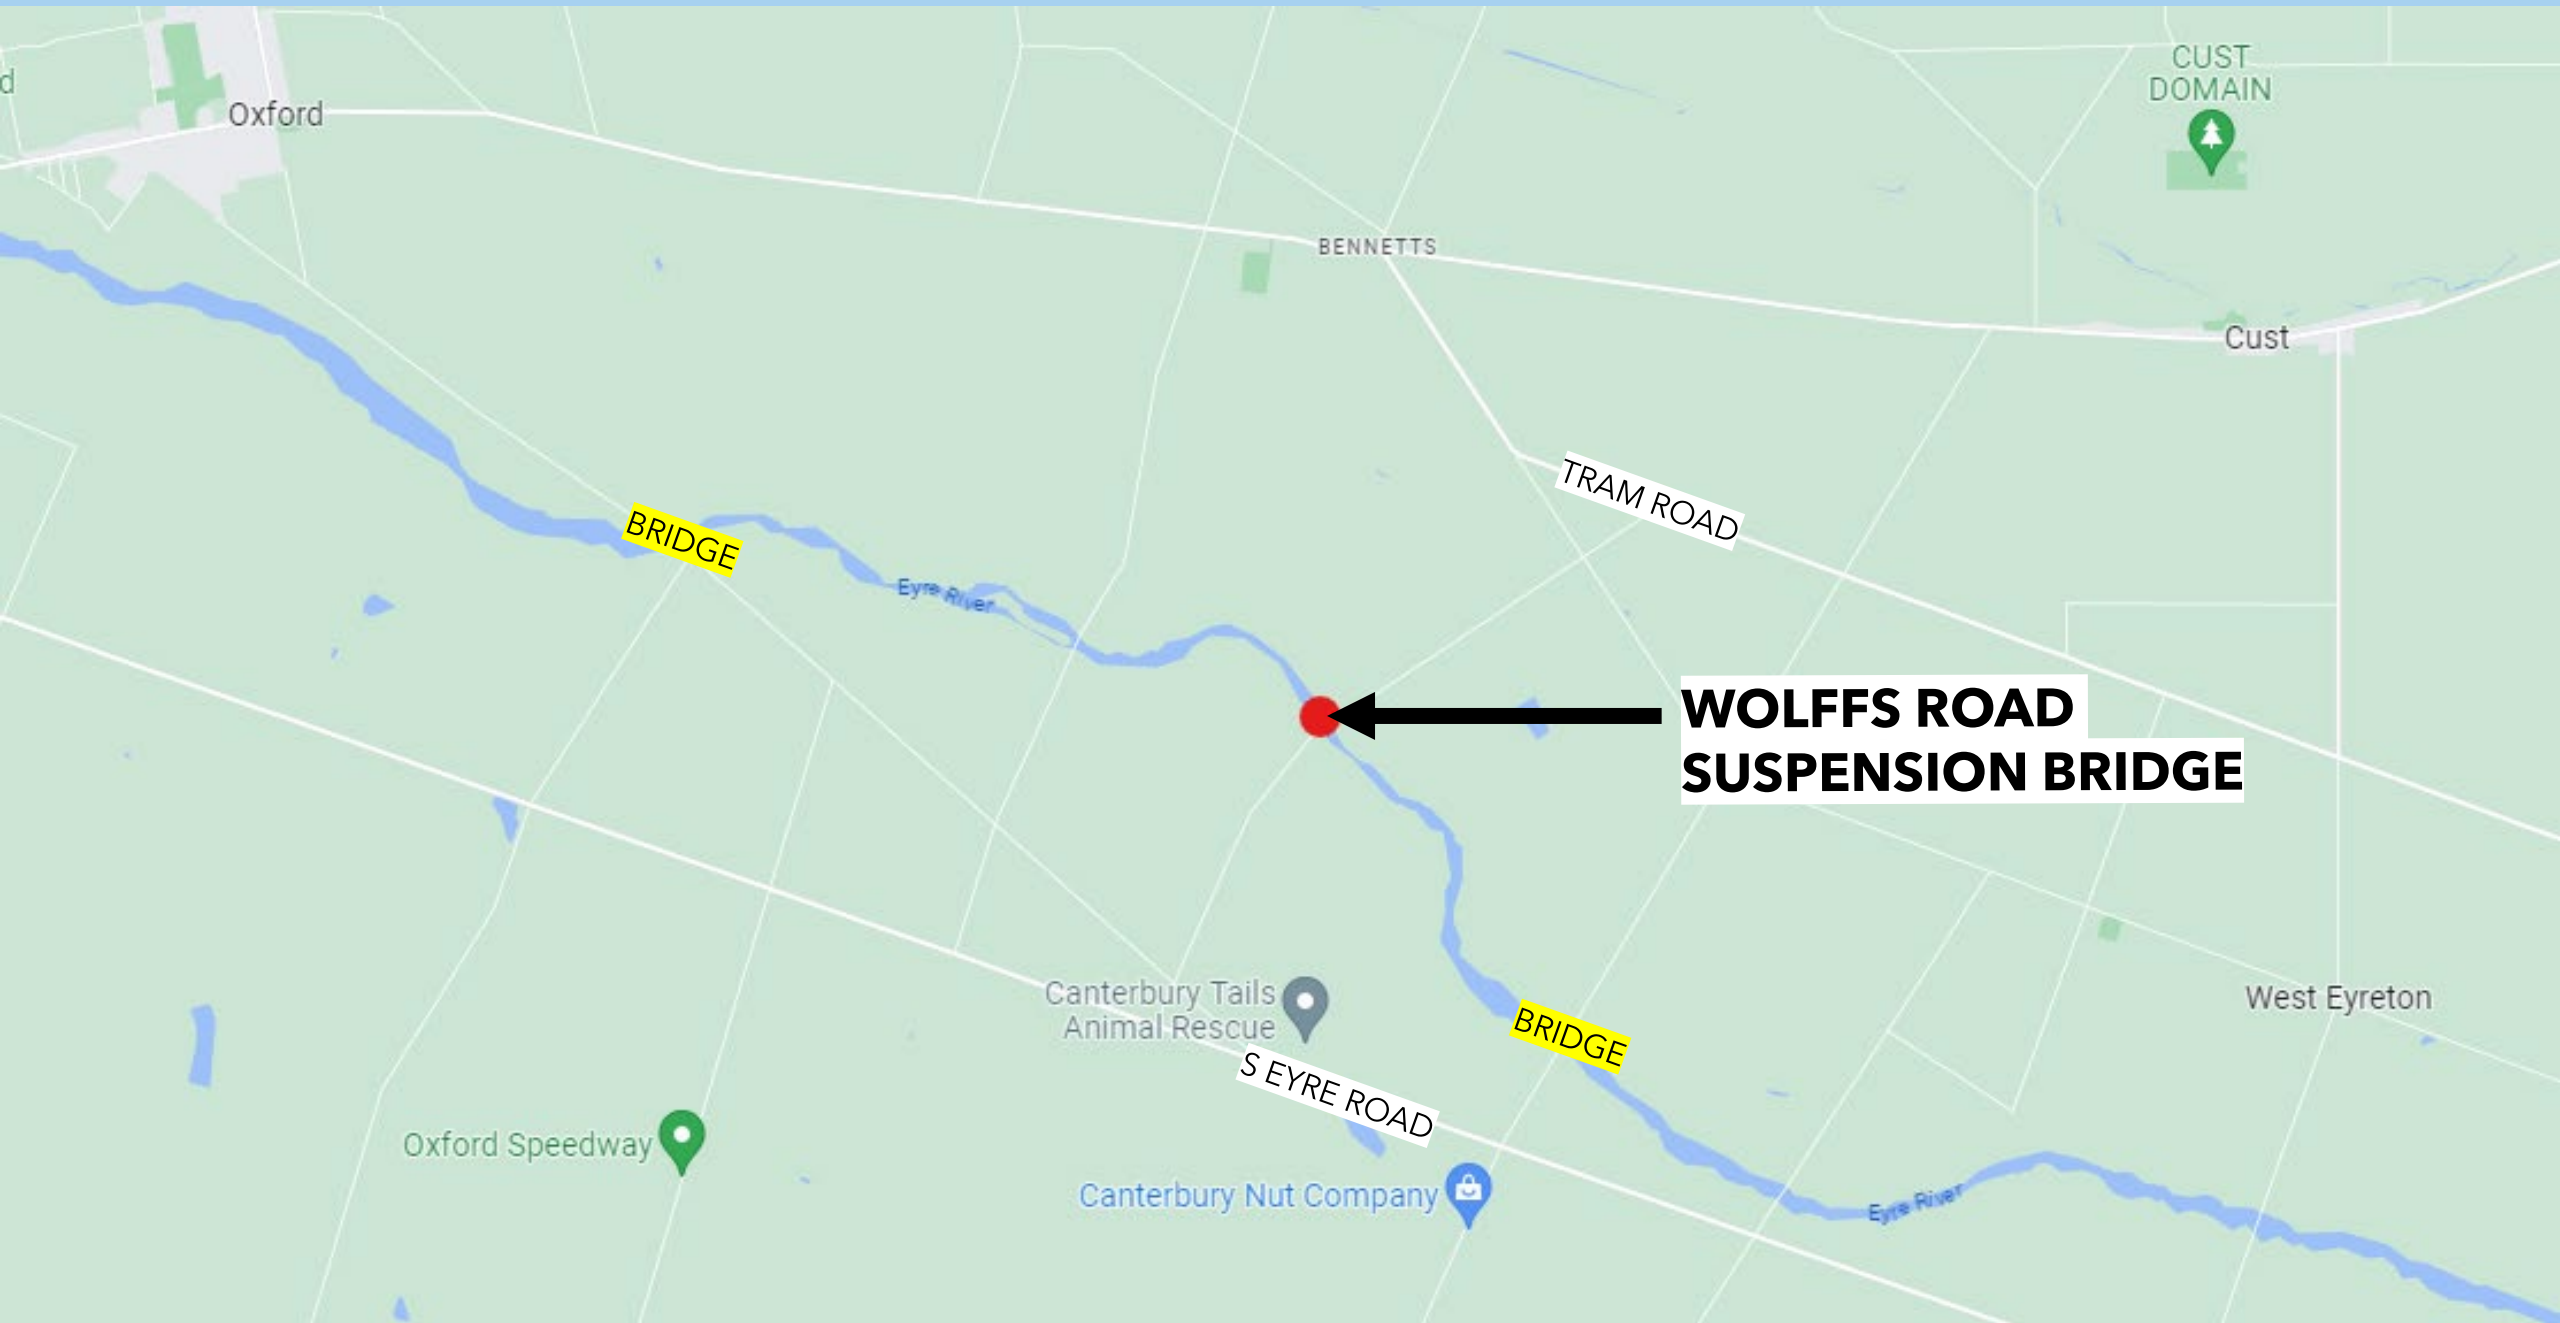 CUST
DOMAIN
d
Oxford
BENNETTS
Cust
TRAM ROAD
BRIDGE
Eyre River
WOLFFS ROAD
SUSPENSION BRIDGE
Canterbury Tails
Animal Rescue
West Eyreton
BRIDGE
S EYRE ROAD
Oxford Speedway
Canterbury Nut Company
Eyre River